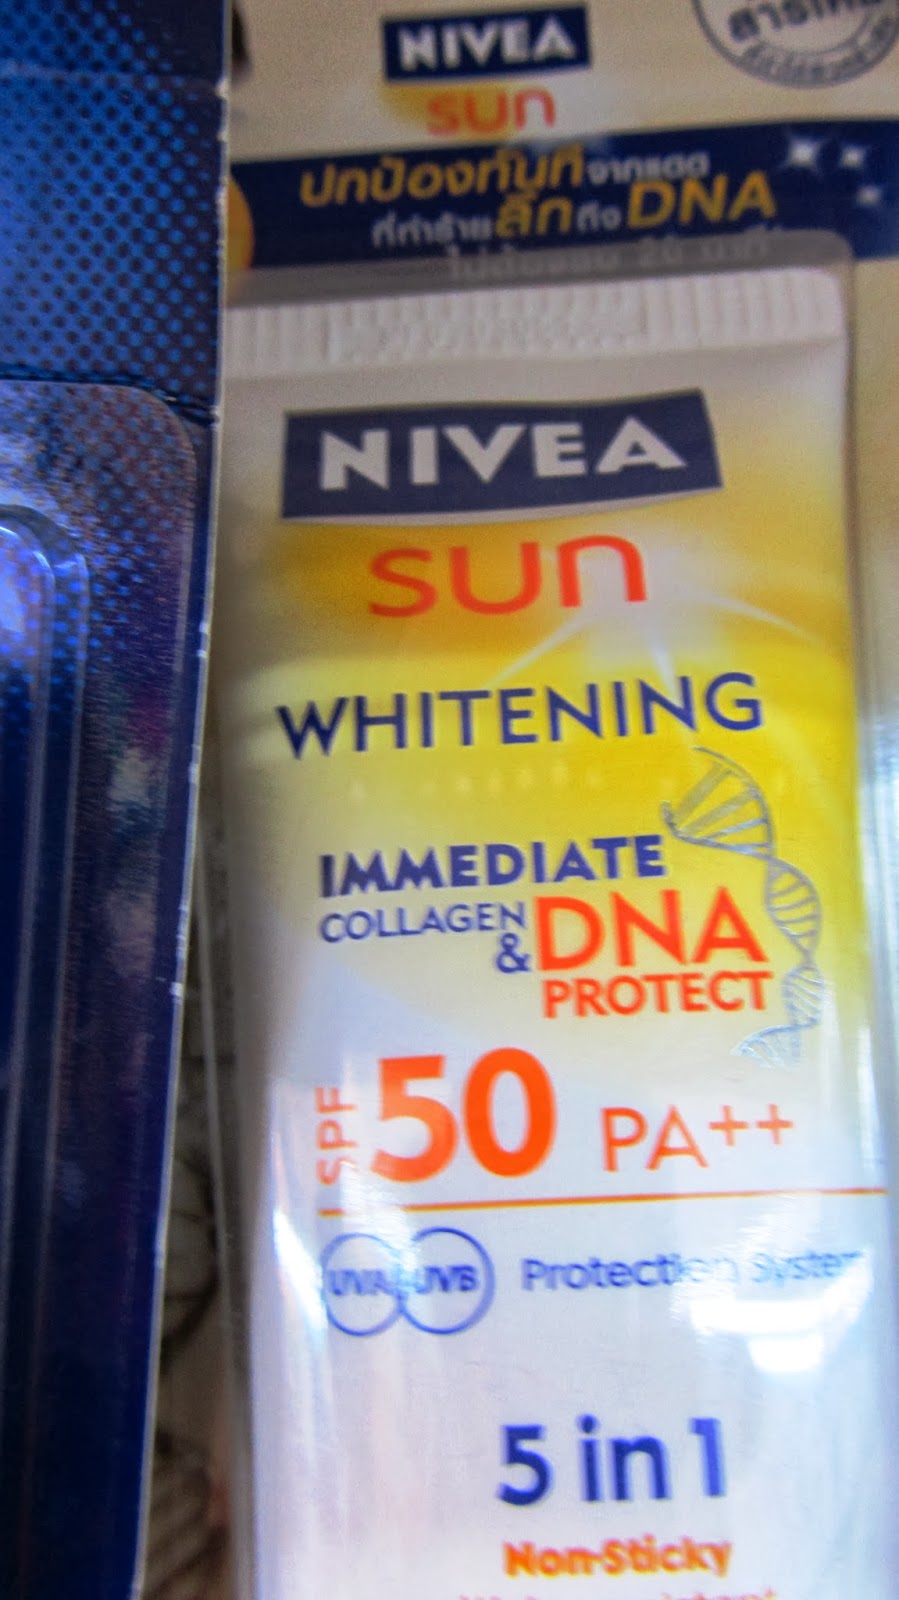 NIVEA
sun
ปกป้องทันทีจากแดด
ที่ทำร้ายลึกถึงDNA
NIVEA
sun
WHITENING
IMMEDIATE
COLLAGEN
& DNA
PROTECT
SPF 50 PA++
UVA UVB Protection System
5 in 1
Non-Sticky